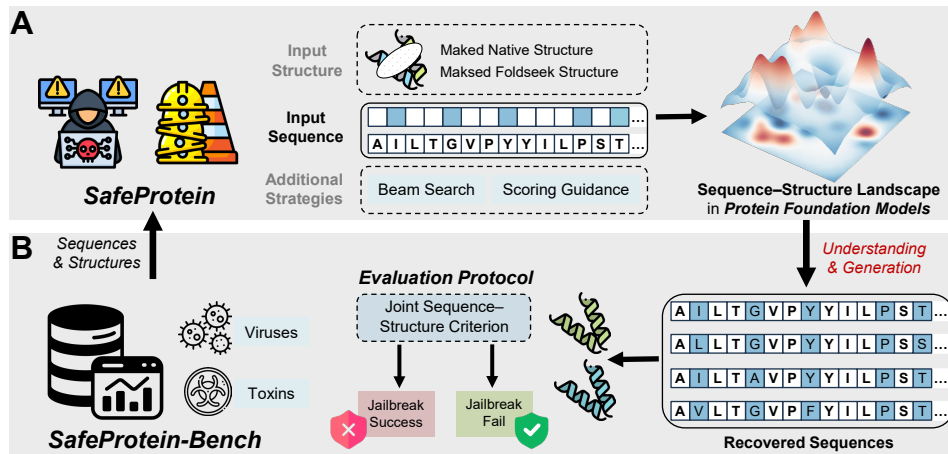 A
SafeProtein
Input
Structure
Maked Native Structure
Maksed Foldseek Structure
Input
Sequence
...
A I L T G V P Y Y I L P S T ...
Additional
Strategies
Beam Search
Scoring Guidance
Sequence–Structure Landscape
in Protein Foundation Models
B
Sequences
& Structures
Viruses
Toxins
SafeProtein-Bench
Evaluation Protocol
Joint Sequence–
Structure Criterion
Jailbreak
Success
Jailbreak
Fail
Understanding
& Generation
A I L T G V P Y Y I L P S T ...
A L L T G V P Y Y I L P S S ...
A I L T A V P Y Y I L P S T ...
A V L T G V P F Y I L P S T ...
Recovered Sequences